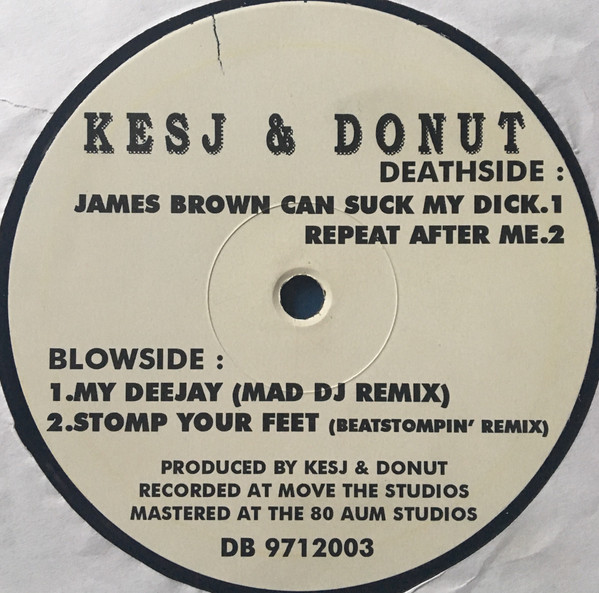 KESJ & DONUT
DEATHSIDE :
JAMES BROWN CAN SUCK MY DICK.1
REPEAT AFTER ME.2
BLOWSIDE :
1.MY DEEJAY (MAD DJ REMIX)
2.STOMP YOUR FEET (BEATSTOMPIN' REMIX)
PRODUCED BY KESJ & DONUT
RECORDED AT MOVE THE STUDIOS
MASTERED AT THE 80 AUM STUDIOS
DB 9712003